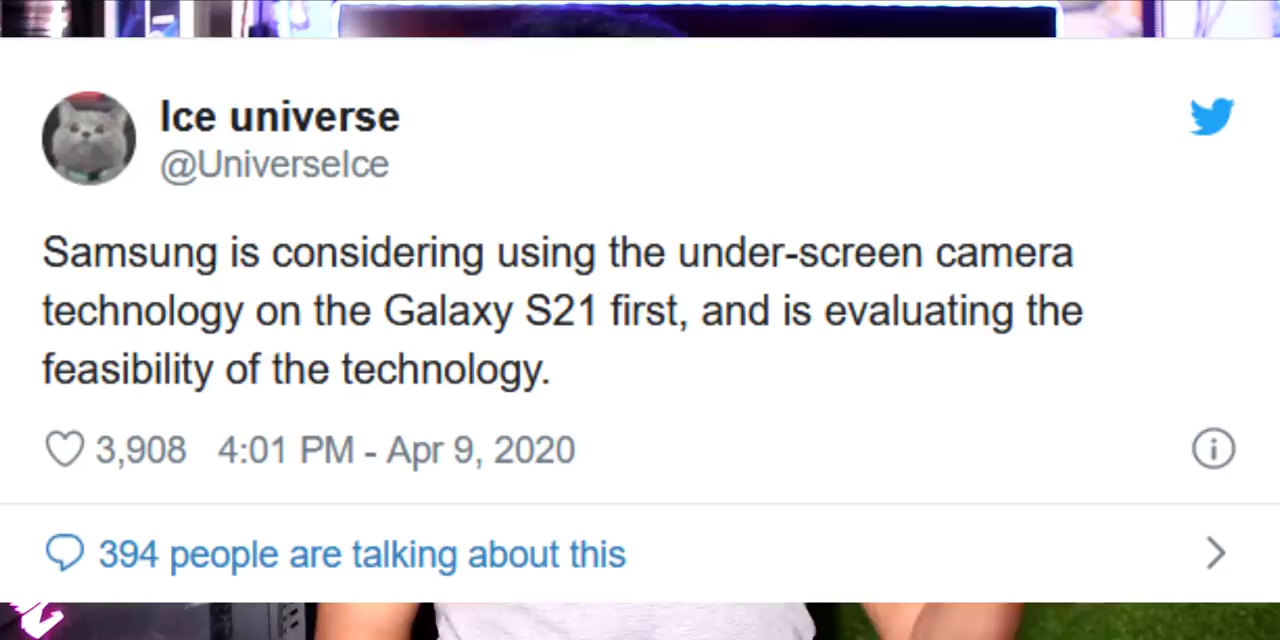 Ice universe
@UniverseIce
Samsung is considering using the under-screen camera
technology on the Galaxy S21 first, and is evaluating the
feasibility of the technology.
3,908 4:01 PM - Apr 9, 2020
394 people are talking about this